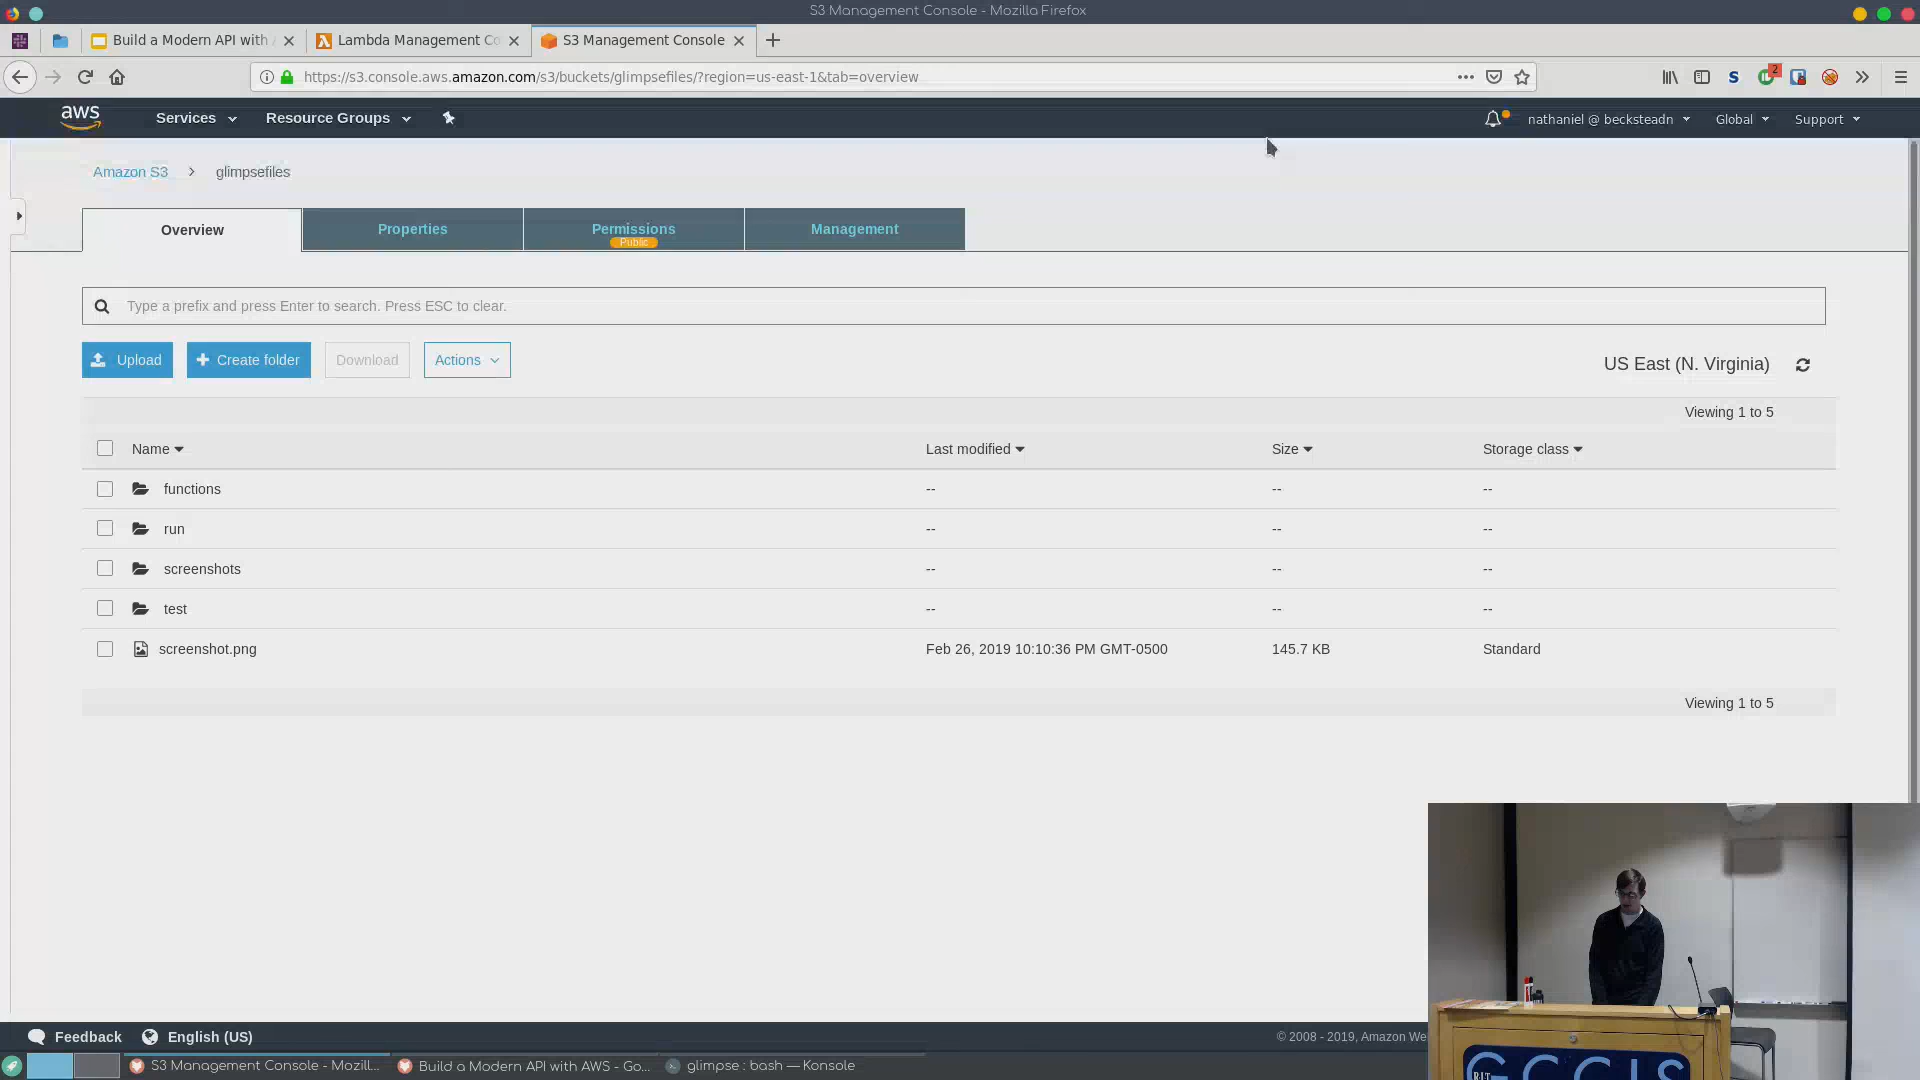 S3 Management Console - Mozilla Firefox
Build a Modern API with
Lambda Management Co
S3 Management Console
https://s3.console.aws.amazon.com/s3/buckets/glimpsefiles/?region=us-east-1&tab=overview
S
2
aws
Services
Resource Groups
nathaniel @ becksteadn
Global
Support
Amazon S3
glimpsefiles
Overview
Properties
Permissions
Public
Management
Type a prefix and press Enter to search. Press ESC to clear.
Upload
Create folder
Download
Actions
US East (N. Virginia)
Viewing 1 to 5
Name
Last modified
Size
Storage class
functions
--
--
--
run
--
--
--
screenshots
--
--
--
test
--
--
--
screenshot.png
Feb 26, 2019 10:10:36 PM GMT-0500
145.7 KB
Standard
Viewing 1 to 5
Feedback
English (US)
© 2008 - 2019, Amazon We
S3 Management Console - Mozill...
Build a Modern API with AWS - Go...
glimpse : bash — Konsole
R·I·T
GCCIS